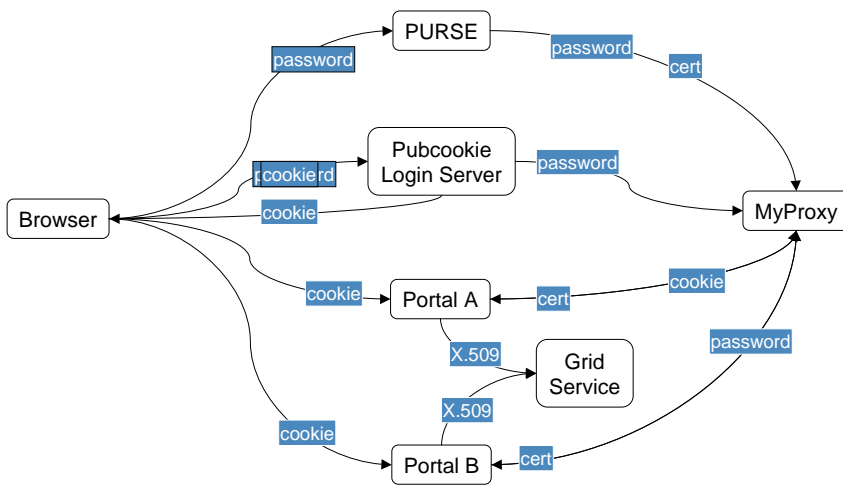 PURSE
password
password
cert
Pubcookie
Login Server
cookie
password
cookie
Browser
MyProxy
cookie
Portal A
cert
cookie
X.509
Grid
Service
password
X.509
cookie
Portal B
cert